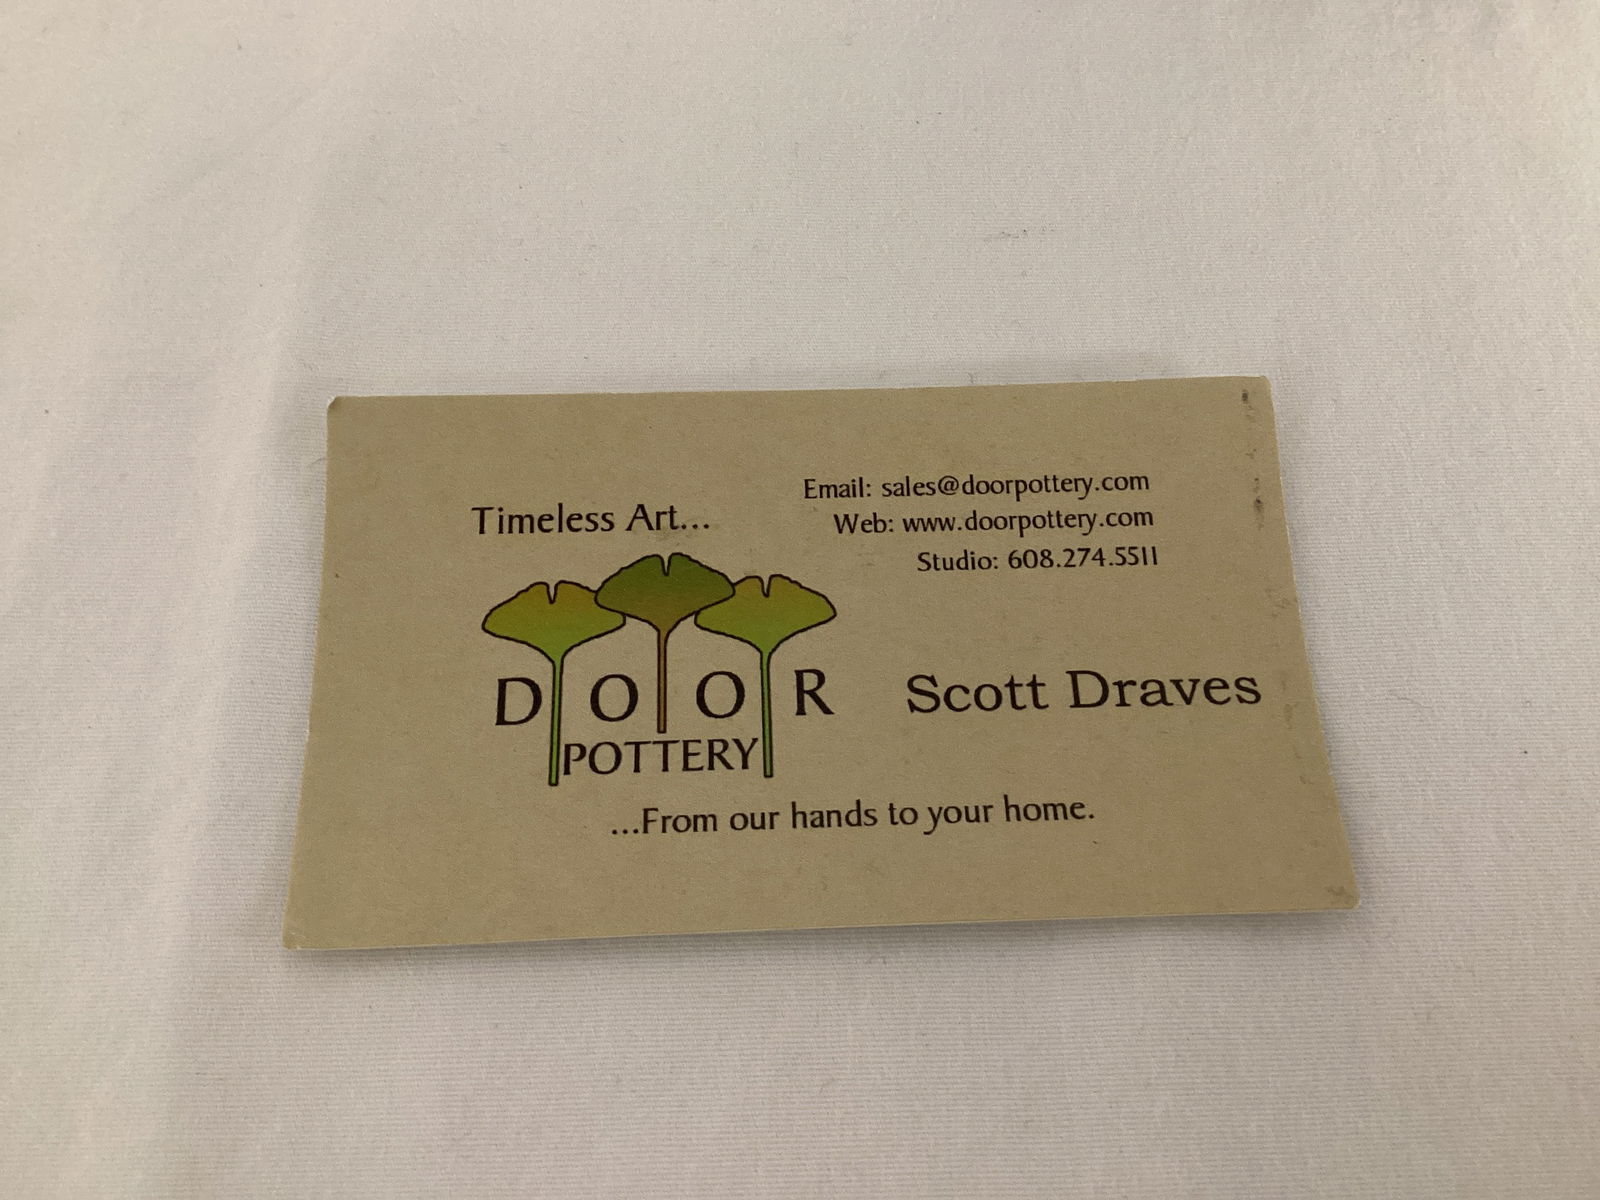 Timeless Art...
Email: sales@doorpottery.com
Web: www.doorpottery.com
Studio: 608.274.5511
DOOR
POTTERY
Scott Draves
...From our hands to your home.